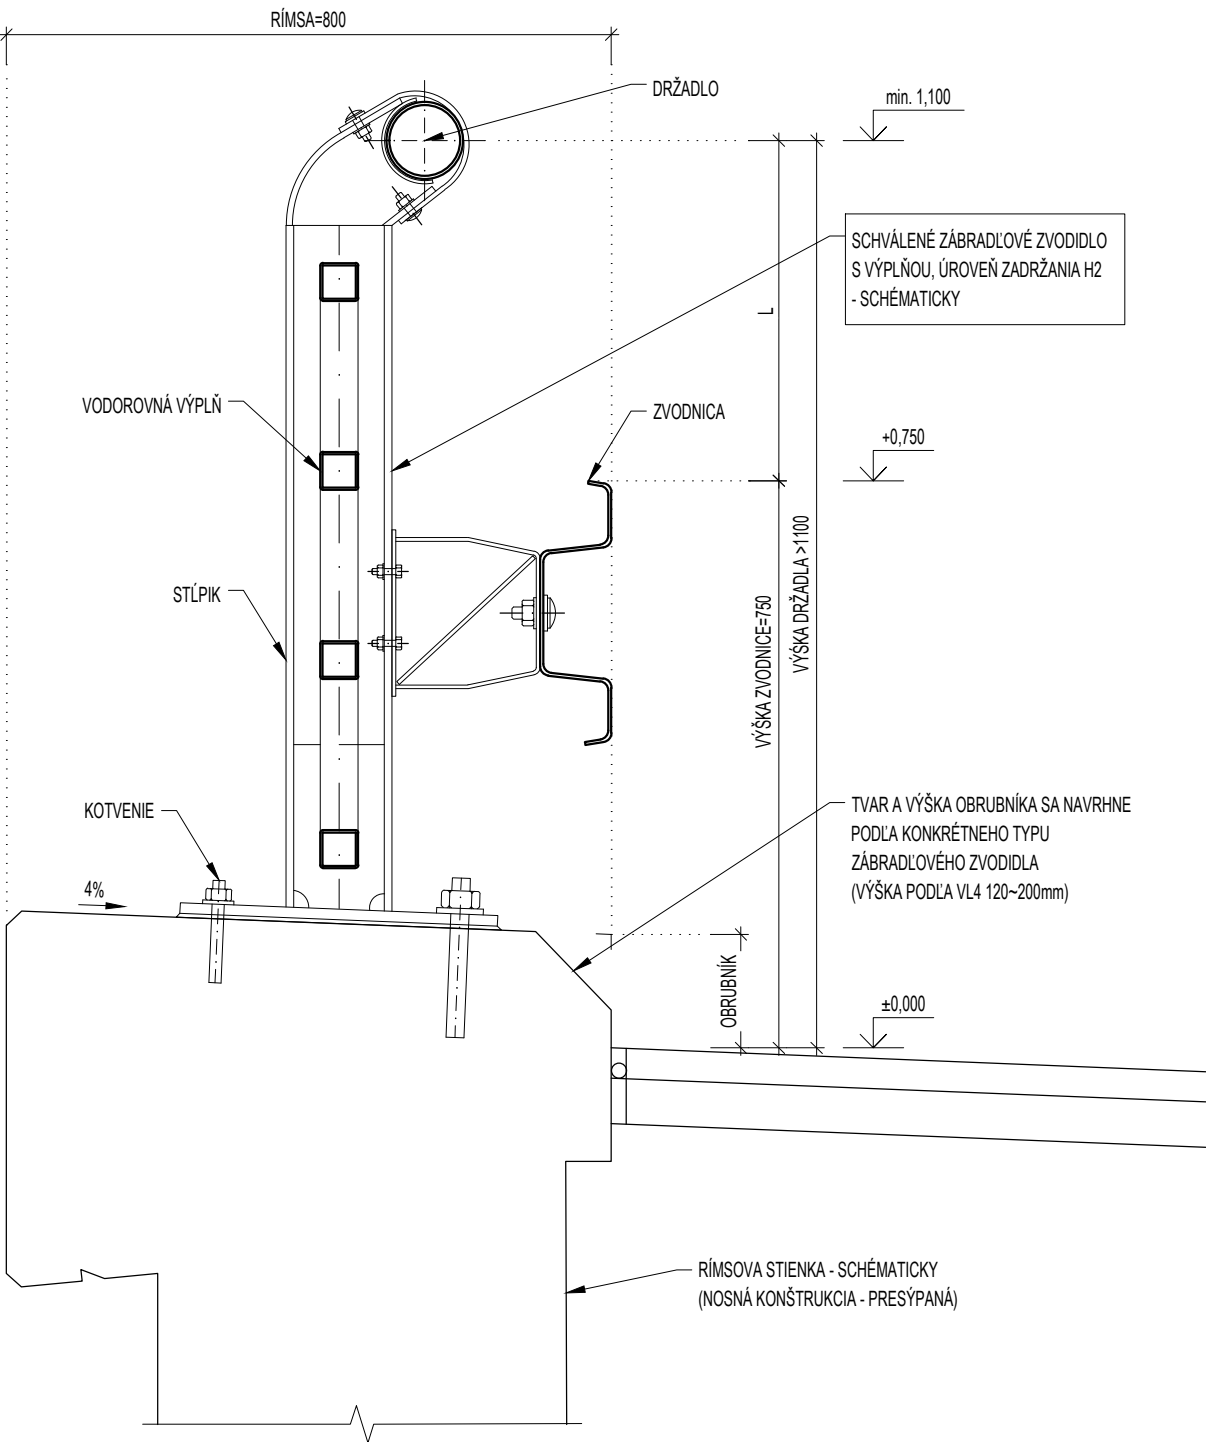 RÍMSA=800
DRŽADLO
min. 1,100
SCHVÁLENÉ ZÁBRADĽOVÉ ZVODIDLO
S VÝPLŇOU, ÚROVEŇ ZADRŽANIA H2
- SCHÉMATICKY
L
VODOROVNÁ VÝPLŇ
ZVODNICA
+0,750
STĹPIK
VÝŠKA ZVODNICE=750
VÝŠKA DRŽADLA >1100
KOTVENIE
TVAR A VÝŠKA OBRUBNÍKA SA NAVRHNE
PODĽA KONKRÉTNEHO TYPU
ZÁBRADĽOVÉHO ZVODIDLA
(VÝŠKA PODĽA VL4 120~200mm)
4%
OBRUBNÍK
±0,000
RÍMSOVA STIENKA - SCHÉMATICKY
(NOSNÁ KONŠTRUKCIA - PRESÝPANÁ)